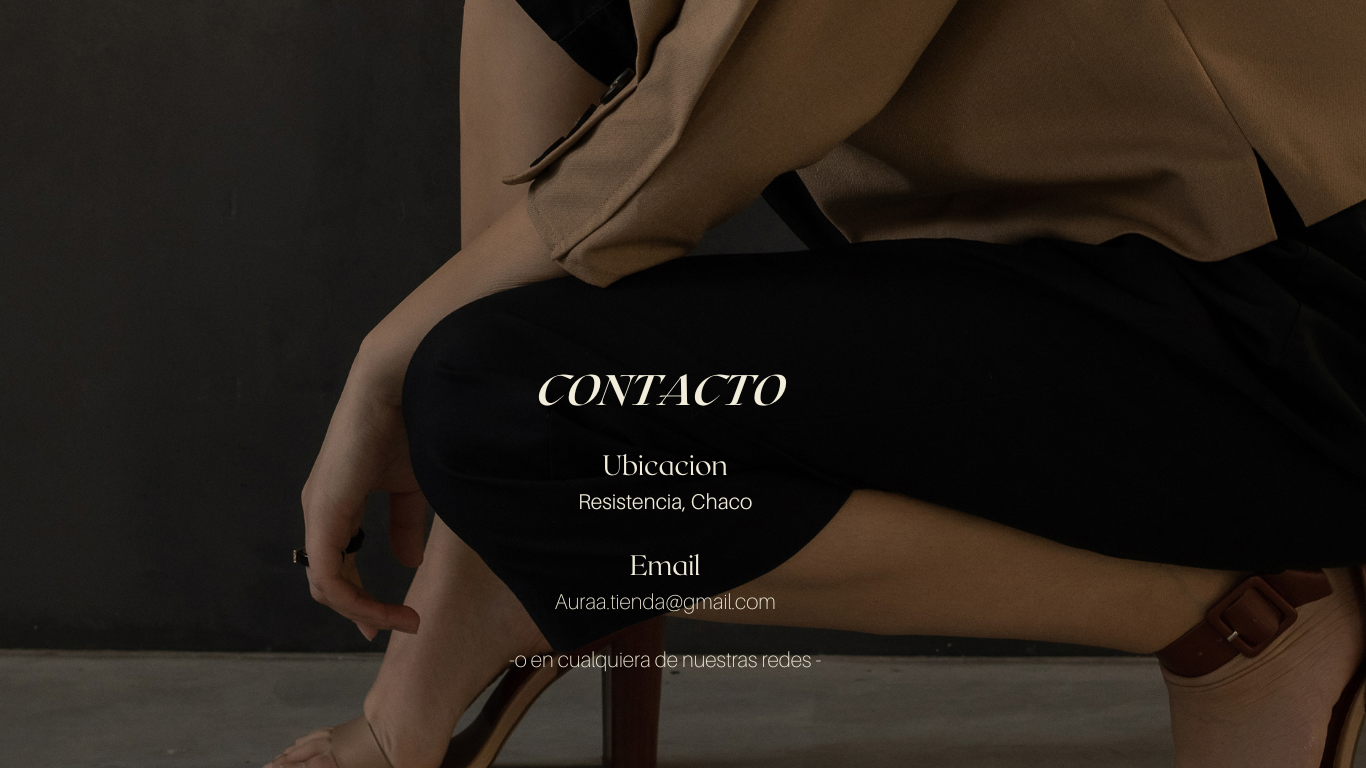 CONTACTO
Ubicacion
Resistencia, Chaco
Email
Auraa.tienda@gmail.com
-o en cualquiera de nuestras redes -